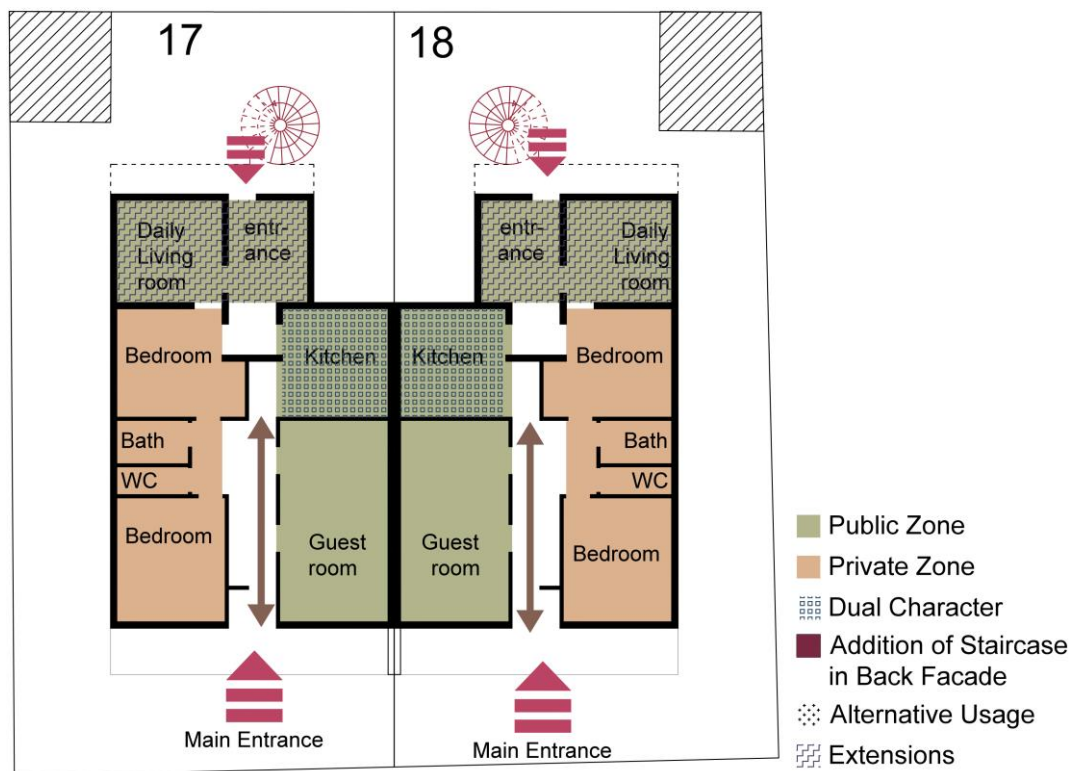 17
18
Daily
Living
room
entr-
ance
entr-
ance
Daily
Living
room
Bedroom
Kitchen
Kitchen
Bedroom
Bath
WC
Bath
WC
Bedroom
Guest
room
Guest
room
Bedroom
Main Entrance
Main Entrance
Public Zone
Private Zone
Dual Character
Addition of Staircase
in Back Facade
Alternative Usage
Extensions